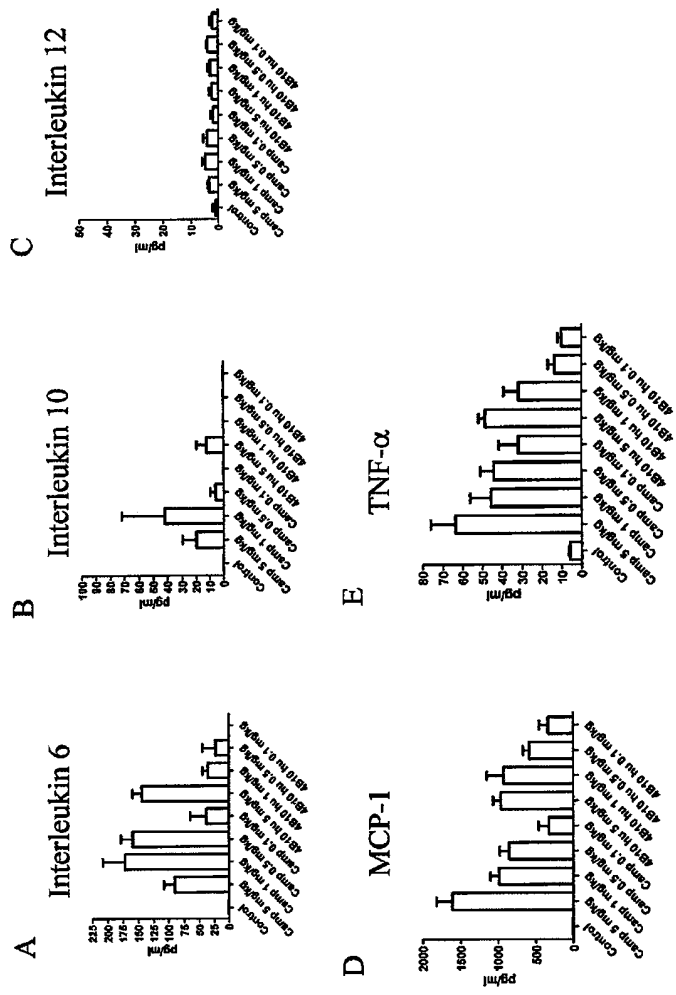 A
Interleukin 6
225
200
175
150
125
100
75
50
25
0
pg/ml
Control
Camp 5 mg/kg
Camp 1 mg/kg
Camp 0.5 mg/kg
Camp 0.1 mg/kg
4B10 hu 5 mg/kg
4B10 hu 1 mg/kg
4B10 hu 0.5 mg/kg
4B10 hu 0.1 mg/kg
B
Interleukin 10
100
90
80
70
60
50
40
30
20
10
0
pg/ml
Control
Camp 5 mg/kg
Camp 1 mg/kg
Camp 0.5 mg/kg
Camp 0.1 mg/kg
4B10 hu 5 mg/kg
4B10 hu 1 mg/kg
4B10 hu 0.5 mg/kg
4B10 hu 0.1 mg/kg
C
Interleukin 12
50
40
30
20
10
0
pg/ml
Control
Camp 5 mg/kg
Camp 1 mg/kg
Camp 0.5 mg/kg
Camp 0.1 mg/kg
4B10 hu 5 mg/kg
4B10 hu 1 mg/kg
4B10 hu 0.5 mg/kg
4B10 hu 0.1 mg/kg
D
MCP-1
2000
1500
1000
500
0
pg/ml
Control
Camp 5 mg/kg
Camp 1 mg/kg
Camp 0.5 mg/kg
Camp 0.1 mg/kg
4B10 hu 5 mg/kg
4B10 hu 1 mg/kg
4B10 hu 0.5 mg/kg
4B10 hu 0.1 mg/kg
E
TNF-α
80
70
60
50
40
30
20
10
0
pg/ml
Control
Camp 5 mg/kg
Camp 1 mg/kg
Camp 0.5 mg/kg
Camp 0.1 mg/kg
4B10 hu 5 mg/kg
4B10 hu 1 mg/kg
4B10 hu 0.5 mg/kg
4B10 hu 0.1 mg/kg